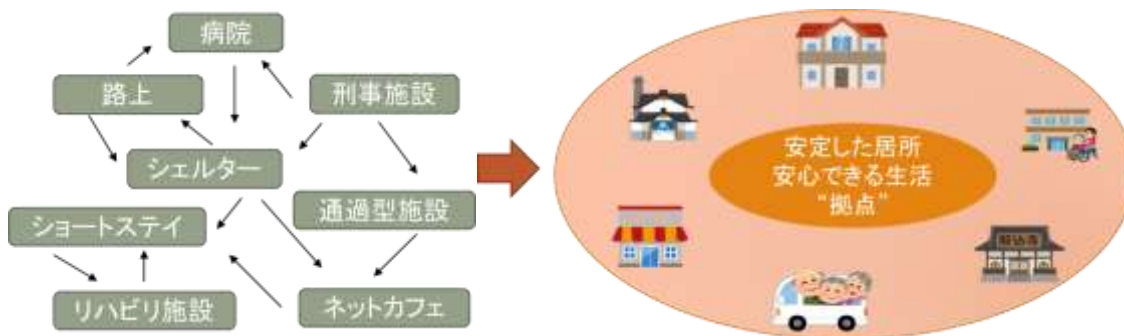 病院
路上
刑事施設
シェルター
通過型施設
ショートステイ
リハビリ施設
ネットカフェ
安定した居所
安心できる生活
“拠点”